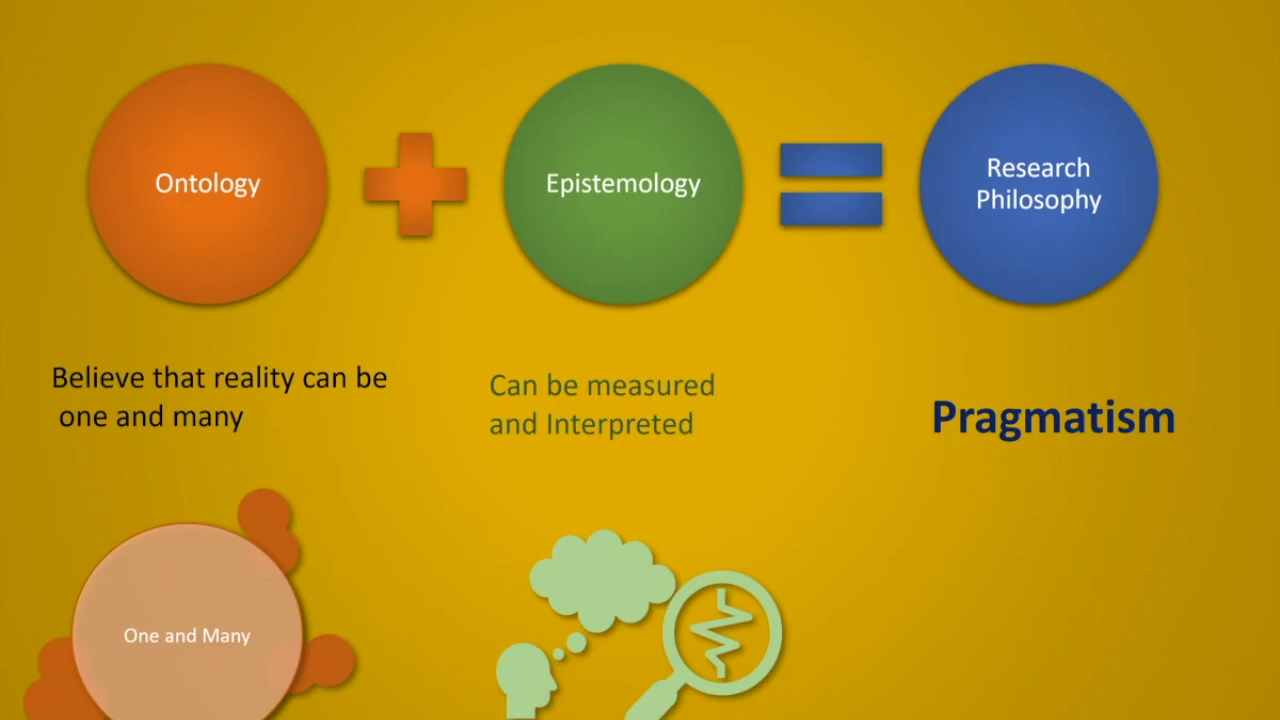 Ontology
Epistemology
Research
Philosophy
Believe that reality can be
one and many
Can be measured
and Interpreted
Pragmatism
One and Many